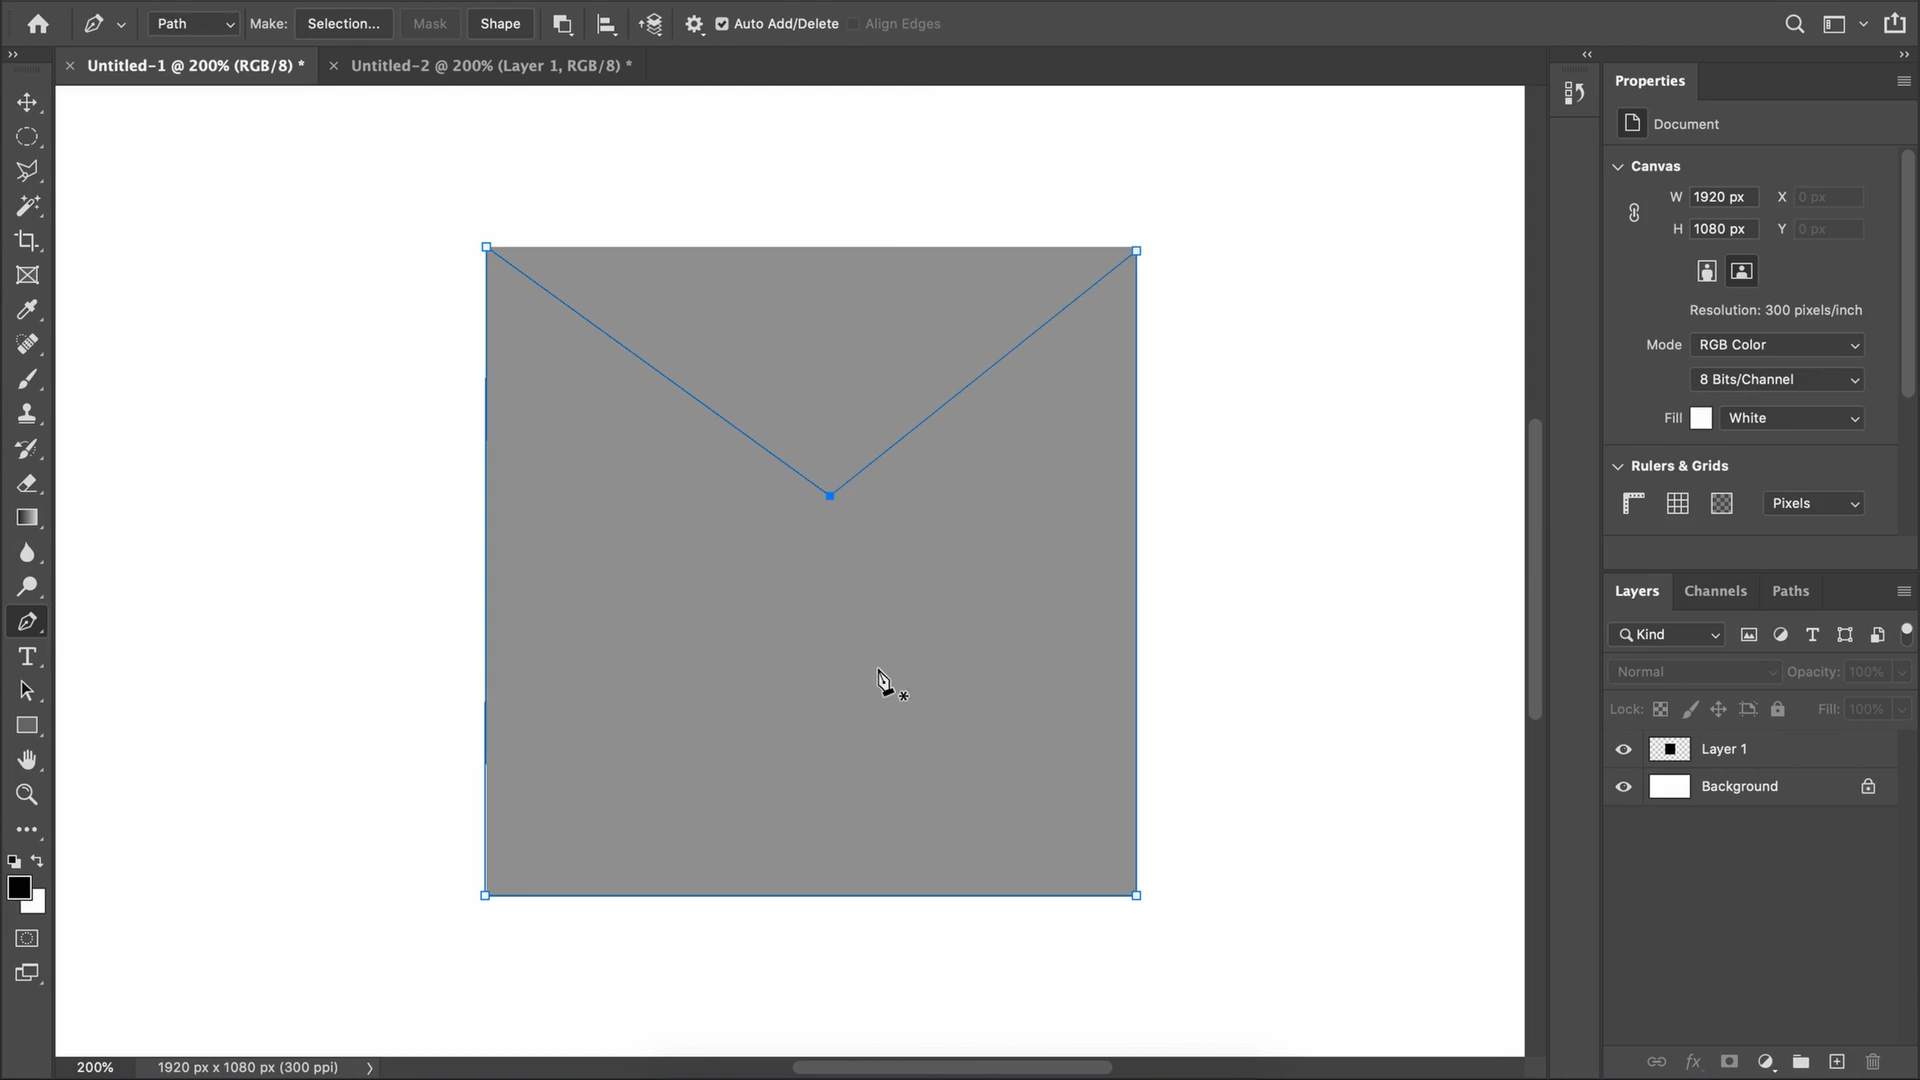 Path Make: Selection... Mask Shape Auto Add/Delete Align Edges
Untitled-1 @ 200% (RGB/8) * Untitled-2 @ 200% (Layer 1, RGB/8) *
Properties
Document
Canvas
W 1920 px X 0 px
H 1080 px Y 0 px
Resolution: 300 pixels/inch
Mode RGB Color
8 Bits/Channel
Fill White
Rulers & Grids
Pixels
Layers Channels Paths
Kind
Normal Opacity: 100%
Lock: Fill: 100%
Layer 1
Background
fx
200% 1920 px x 1080 px (300 ppi)